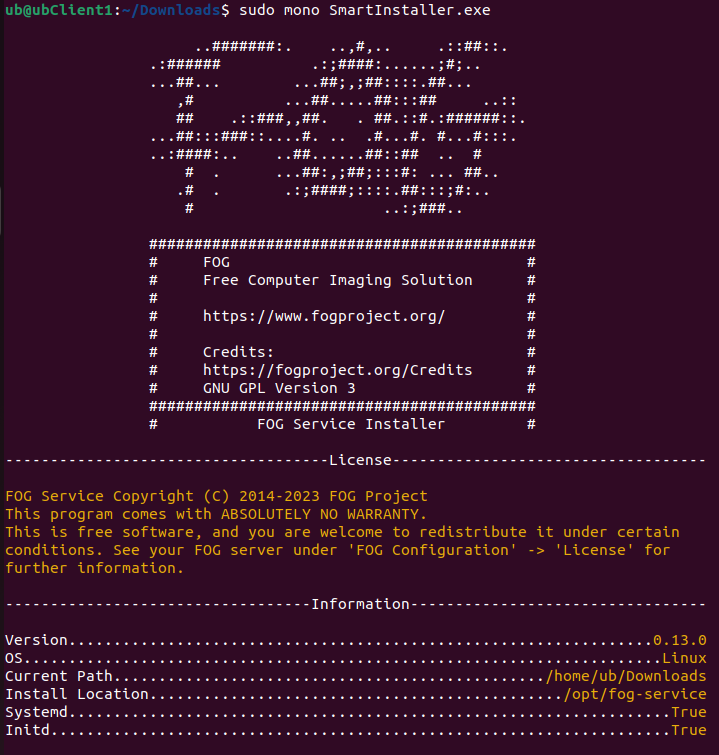 ub@ubClient1:~/Downloads$ sudo mono SmartInstaller.exe
                     ..#######:.    ..,#,..     .::##::.
                .:######          .:;####:......;#;..
                ...##...        ...##;,;##::::.##...
                   ,#          ...##.....##:::##     ..::
                   ##    .::###,,##.   . ##.::#.:######::.
                ...##:::###::....#. ..  .#...#. #...#:::.
                ..:####:..    ..##......##::##  ..  #
                    #  .      ...##:,;##;:::#: ... ##..
                   .#  .       .:;####;::::.##:::;#:..
                    #                     ..:;###..
                ###########################################
                #     FOG                                 #
                #     Free Computer Imaging Solution      #
                #                                         #
                #     https://www.fogproject.org/         #
                #                                         #
                #     Credits:                            #
                #     https://fogproject.org/Credits      #
                #     GNU GPL Version 3                   #
                ###########################################
                #           FOG Service Installer         #
------------------------------------License-----------------------------------
FOG Service Copyright (C) 2014-2023 FOG Project
This program comes with ABSOLUTELY NO WARRANTY.
This is free software, and you are welcome to redistribute it under certain
conditions. See your FOG server under 'FOG Configuration' -> 'License' for
further information.
----------------------------------Information---------------------------------
Version.................................................................0.13.0
OS.......................................................................Linux
Current Path................................................/home/ub/Downloads
Install Location............................................../opt/fog-service
Systemd...................................................................True
Initd.....................................................................True